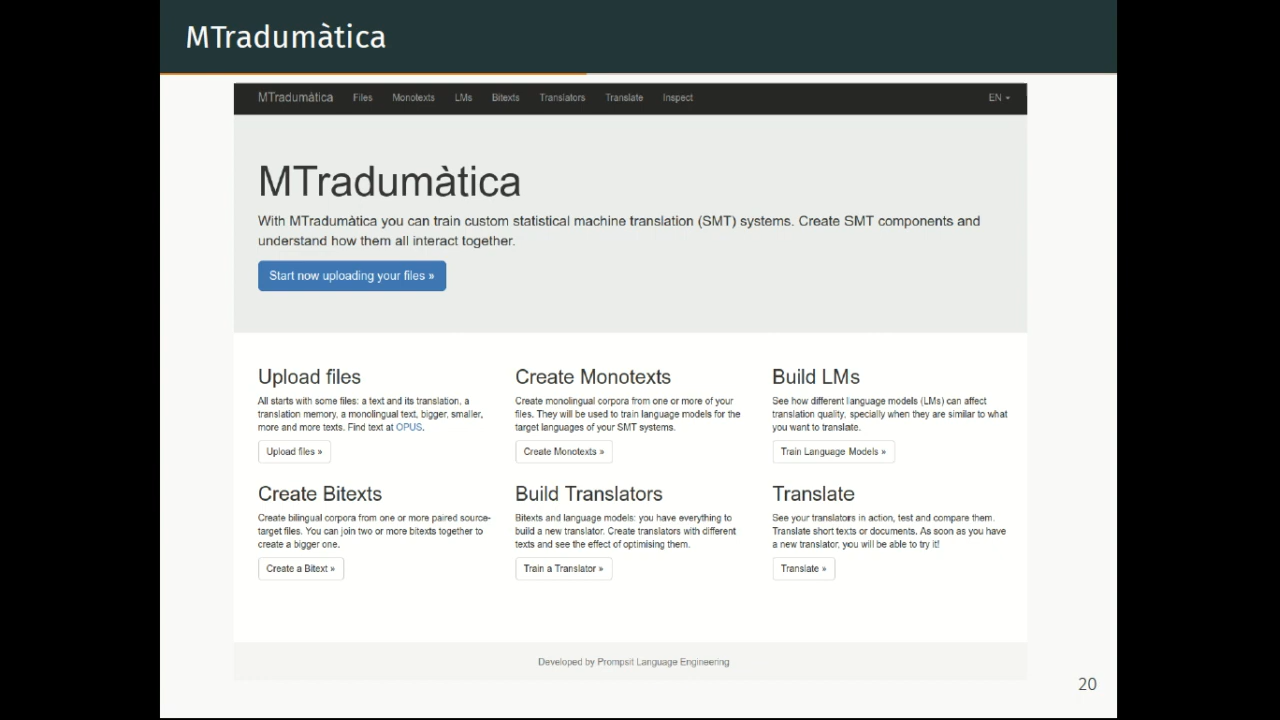 MTradumàtica
MTradumàtica Files Monotexts LMs Bitexts Translators Translate Inspect EN
MTradumàtica
With MTradumàtica you can train custom statistical machine translation (SMT) systems. Create SMT components and
understand how them all interact together.
Start now uploading your files »
Upload files
All starts with some files: a text and its translation, a
translation memory, a monolingual text, bigger, smaller,
more and more texts. Find text at OPUS.
Upload files »
Create Monotexts
Create monolingual corpora from one or more of your
files. They will be used to train language models for the
target languages of your SMT systems.
Create Monotexts »
Build LMs
See how different language models (LMs) can affect
translation quality, specially when they are similar to what
you want to translate.
Train Language Models »
Create Bitexts
Create bilingual corpora from one or more paired source-
target files. You can join two or more bitexts together to
create a bigger one.
Create a Bitext »
Build Translators
Bitexts and language models: you have everything to
build a new translator. Create translators with different
texts and see the effect of optimising them.
Train a Translator »
Translate
See your translators in action, test and compare them.
Translate short texts or documents. As soon as you have
a new translator, you will be able to try it!
Translate »
Developed by Prompsit Language Engineering
20